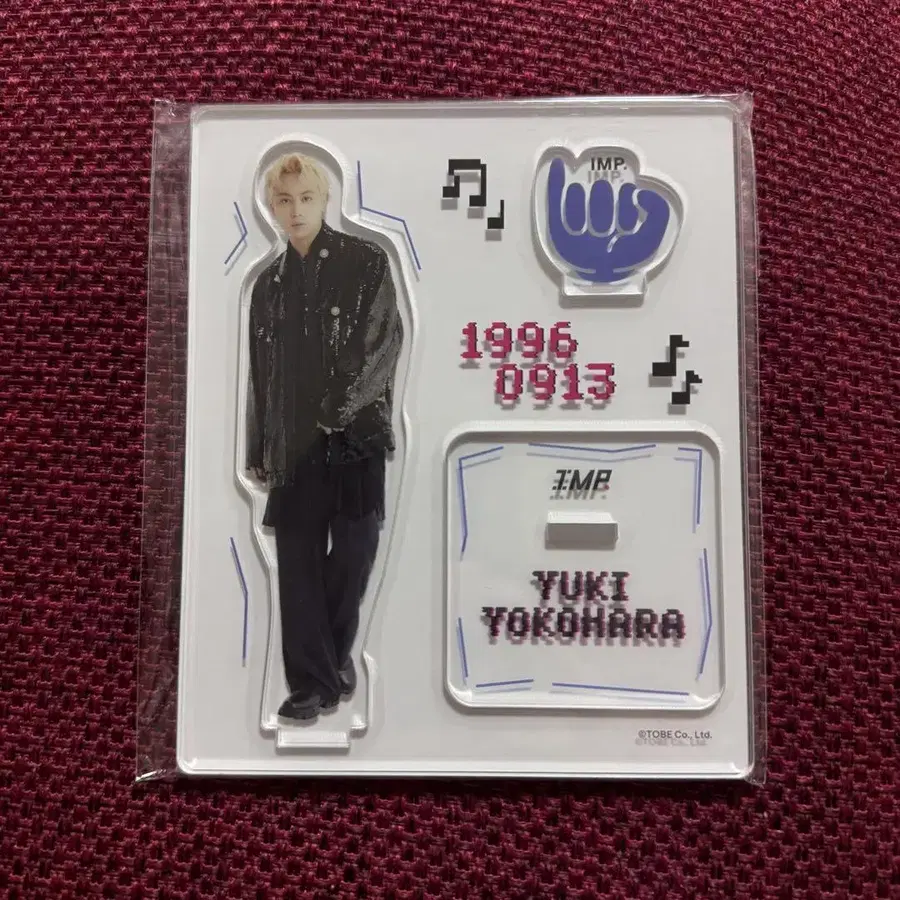 IMP.
1996
0913
IMP.
YUKI
YOKOHARA
©TOBE Co., Ltd.